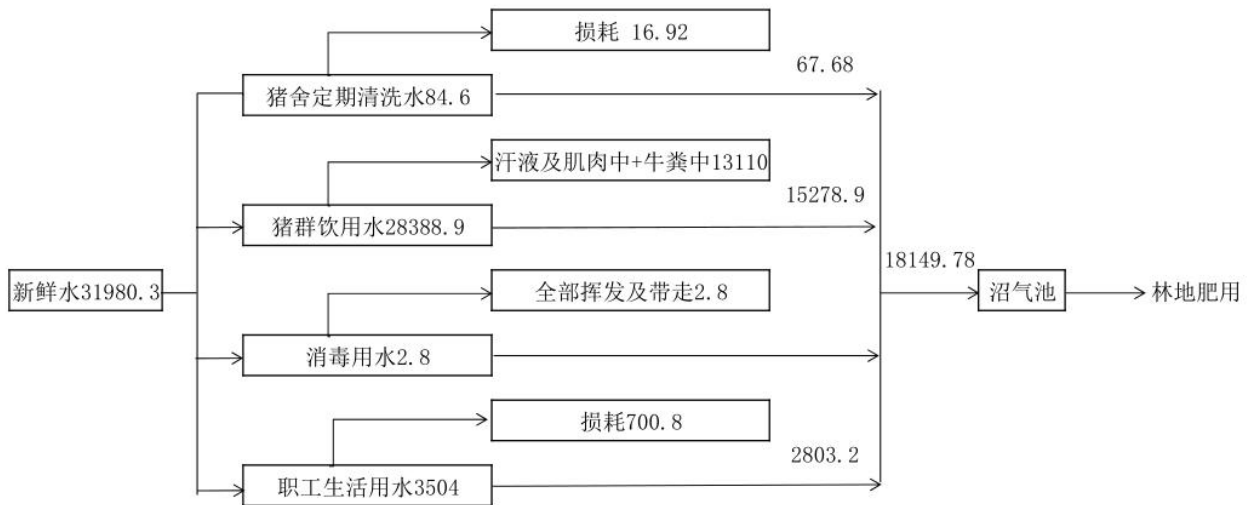 损耗 16.92
67.68
猪舍定期清洗水84.6
汗液及肌肉中+牛粪中13110
15278.9
猪群饮用水28388.9
18149.78
新鲜水31980.3
全部挥发及带走2.8
沼气池
林地肥用
消毒用水2.8
损耗700.8
2803.2
职工生活用水3504